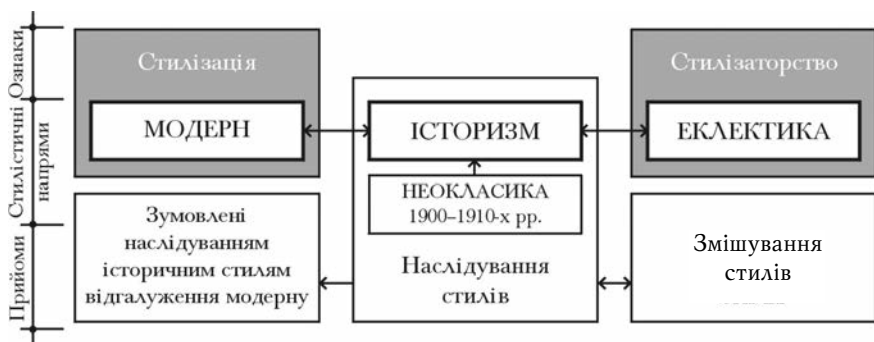 Ознаки
Стилістичні
напрями
Прийоми
Стилізація
Стилізаторство
МОДЕРН
ІСТОРИЗМ
ЕКЛЕКТИКА
НЕОКЛАСИКА
1900–1910-х рр.
Зумовлені
наслідуванням
історичним стилям
відгалуження модерну
Наслідування
стилів
Змішування
стилів